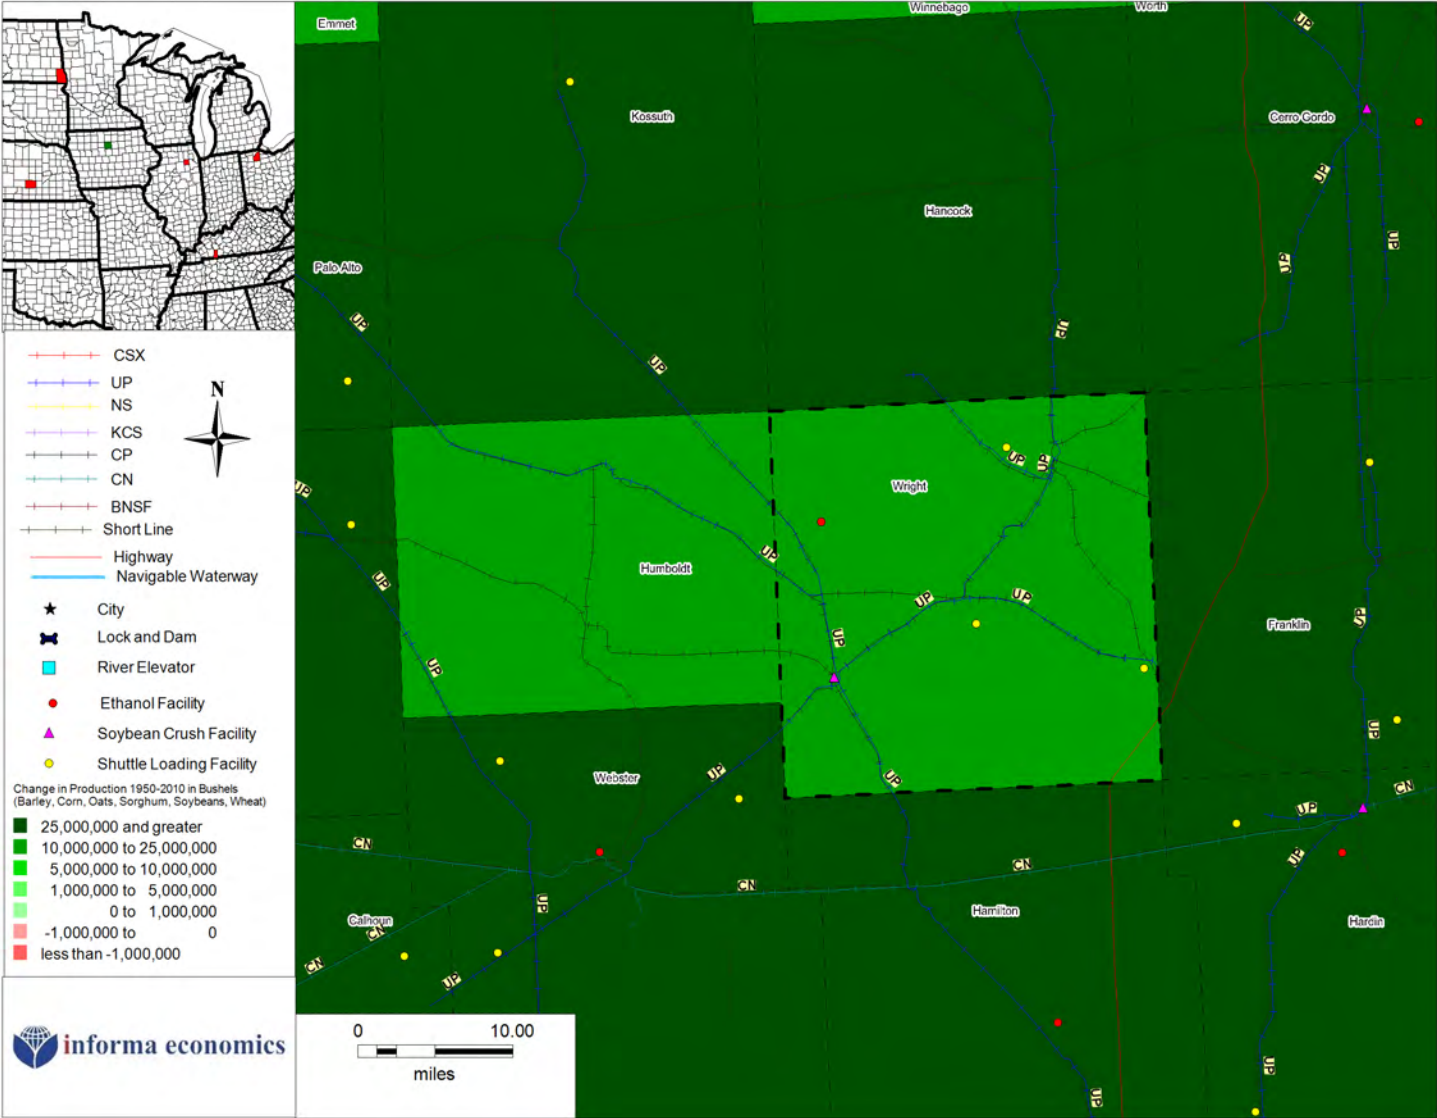 Emmet
Winnebago
Worth
UP
Kossuth
Cerro Gordo
UP
Hancock
UP
UP
Palo Alto
UP
UP
UP
UP
UP
UP
Wright
UP
UP
Humboldt
UP
UP
UP
UP
Franklin
UP
UP
UP
Webster
UP
UP
UP
CN
UP
CN
CN
CN
UP
UP
Calhoun
CN
Hamilton
Hardin
CN
UP
UP
UP
CSX
UP
NS
KCS
CP
CN
BNSF
Short Line
Highway
Navigable Waterway
N
City
Lock and Dam
River Elevator
Ethanol Facility
Soybean Crush Facility
Shuttle Loading Facility
Change in Production 1950-2010 in Bushels
(Barley, Corn, Oats, Sorghum, Soybeans, Wheat)
25,000,000 and greater
10,000,000 to 25,000,000
5,000,000 to 10,000,000
1,000,000 to 5,000,000
0 to 1,000,000
-1,000,000 to 0
less than -1,000,000
informa economics
0 10.00
miles